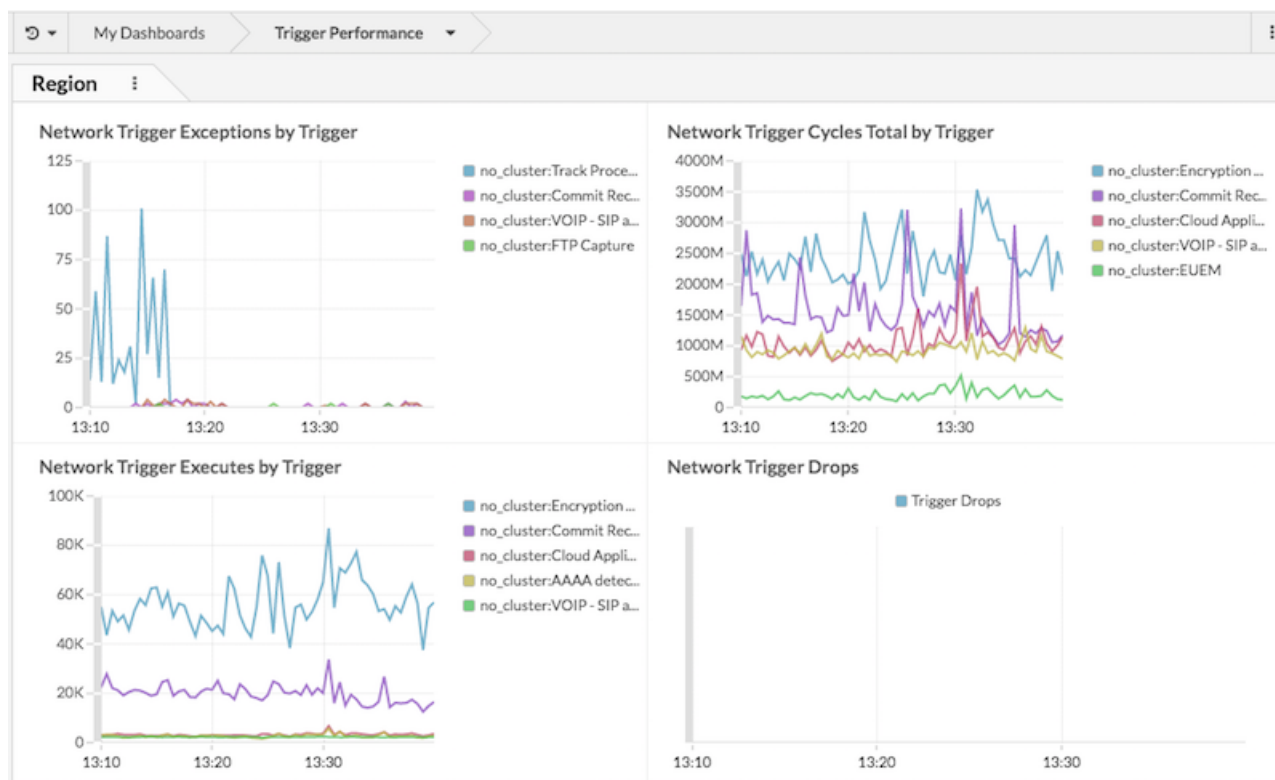 My Dashboards
Trigger Performance
Region
Network Trigger Exceptions by Trigger
125
100
75
50
25
0
13:10
13:20
13:30
no_cluster:Track Proce...
no_cluster:Commit Rec...
no_cluster:VOIP - SIP a...
no_cluster:FTP Capture
Network Trigger Cycles Total by Trigger
4000M
3500M
3000M
2500M
2000M
1500M
1000M
500M
0
13:10
13:20
13:30
no_cluster:Encryption ...
no_cluster:Commit Rec...
no_cluster:Cloud Appli...
no_cluster:VOIP - SIP a...
no_cluster:EUEM
Network Trigger Executes by Trigger
100K
80K
60K
40K
20K
0
13:10
13:20
13:30
no_cluster:Encryption ...
no_cluster:Commit Rec...
no_cluster:Cloud Appli...
no_cluster:AAAA detec...
no_cluster:VOIP - SIP a...
Network Trigger Drops
Trigger Drops
13:10
13:20
13:30